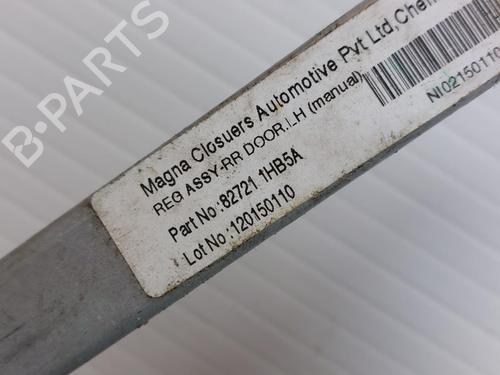 Magna Closuers Automotive Pvt Ltd,
REG ASSY-RR DOOR.LH (manual)
Part No :82721 1HB5A
Lot No :120150110
B-PARTS